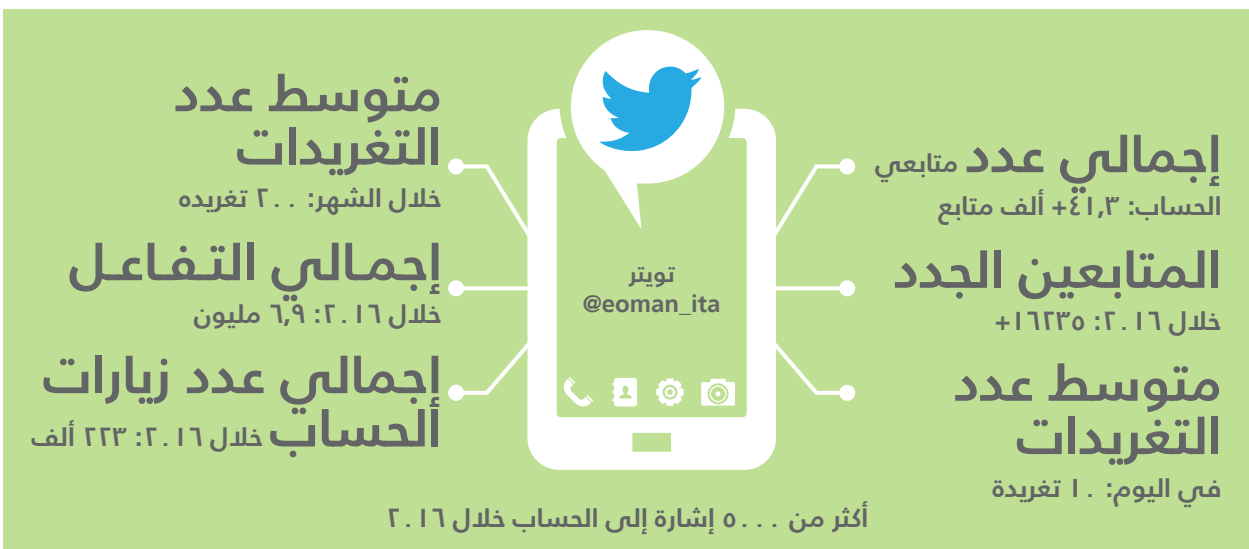 إجمالي عدد متابعي
الحساب: ٤١,٣+ ألف متابع
المتابعين الجدد
خلال ٢٠١٦: ١٦٢٣٥+
متوسط عدد
التغريدات
في اليوم: ١٠ تغريدة
تويتر
@eoman_ita
متوسط عدد
التغريدات
خلال الشهر: ٢٠٠ تغريده
إجمالي التفاعل
خلال ٢٠١٦: ٦,٩ مليون
إجمالي عدد زيارات
الحساب خلال ٢٠١٦: ٢٢٣ ألف
أكثر من ٥٠٠٠ إشارة إلى الحساب خلال ٢٠١٦